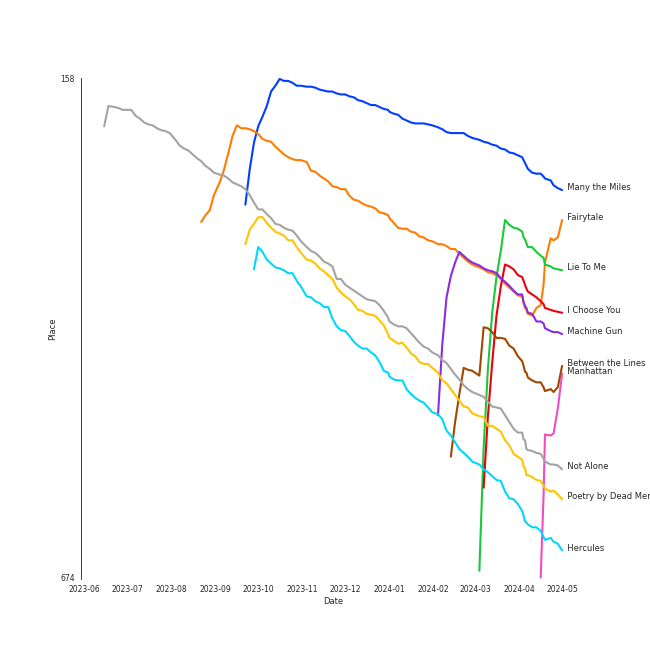 158
Many the Miles
Fairytale
Lie To Me
I Choose You
Place
Machine Gun
Between the Lines
Manhattan
Not Alone
Poetry by Dead Mer
Hercules
674
2023-06 2023-07 2023-08 2023-09 2023-10 2023-11 2023-12 2024-01 2024-02 2024-03 2024-04 2024-05
Date